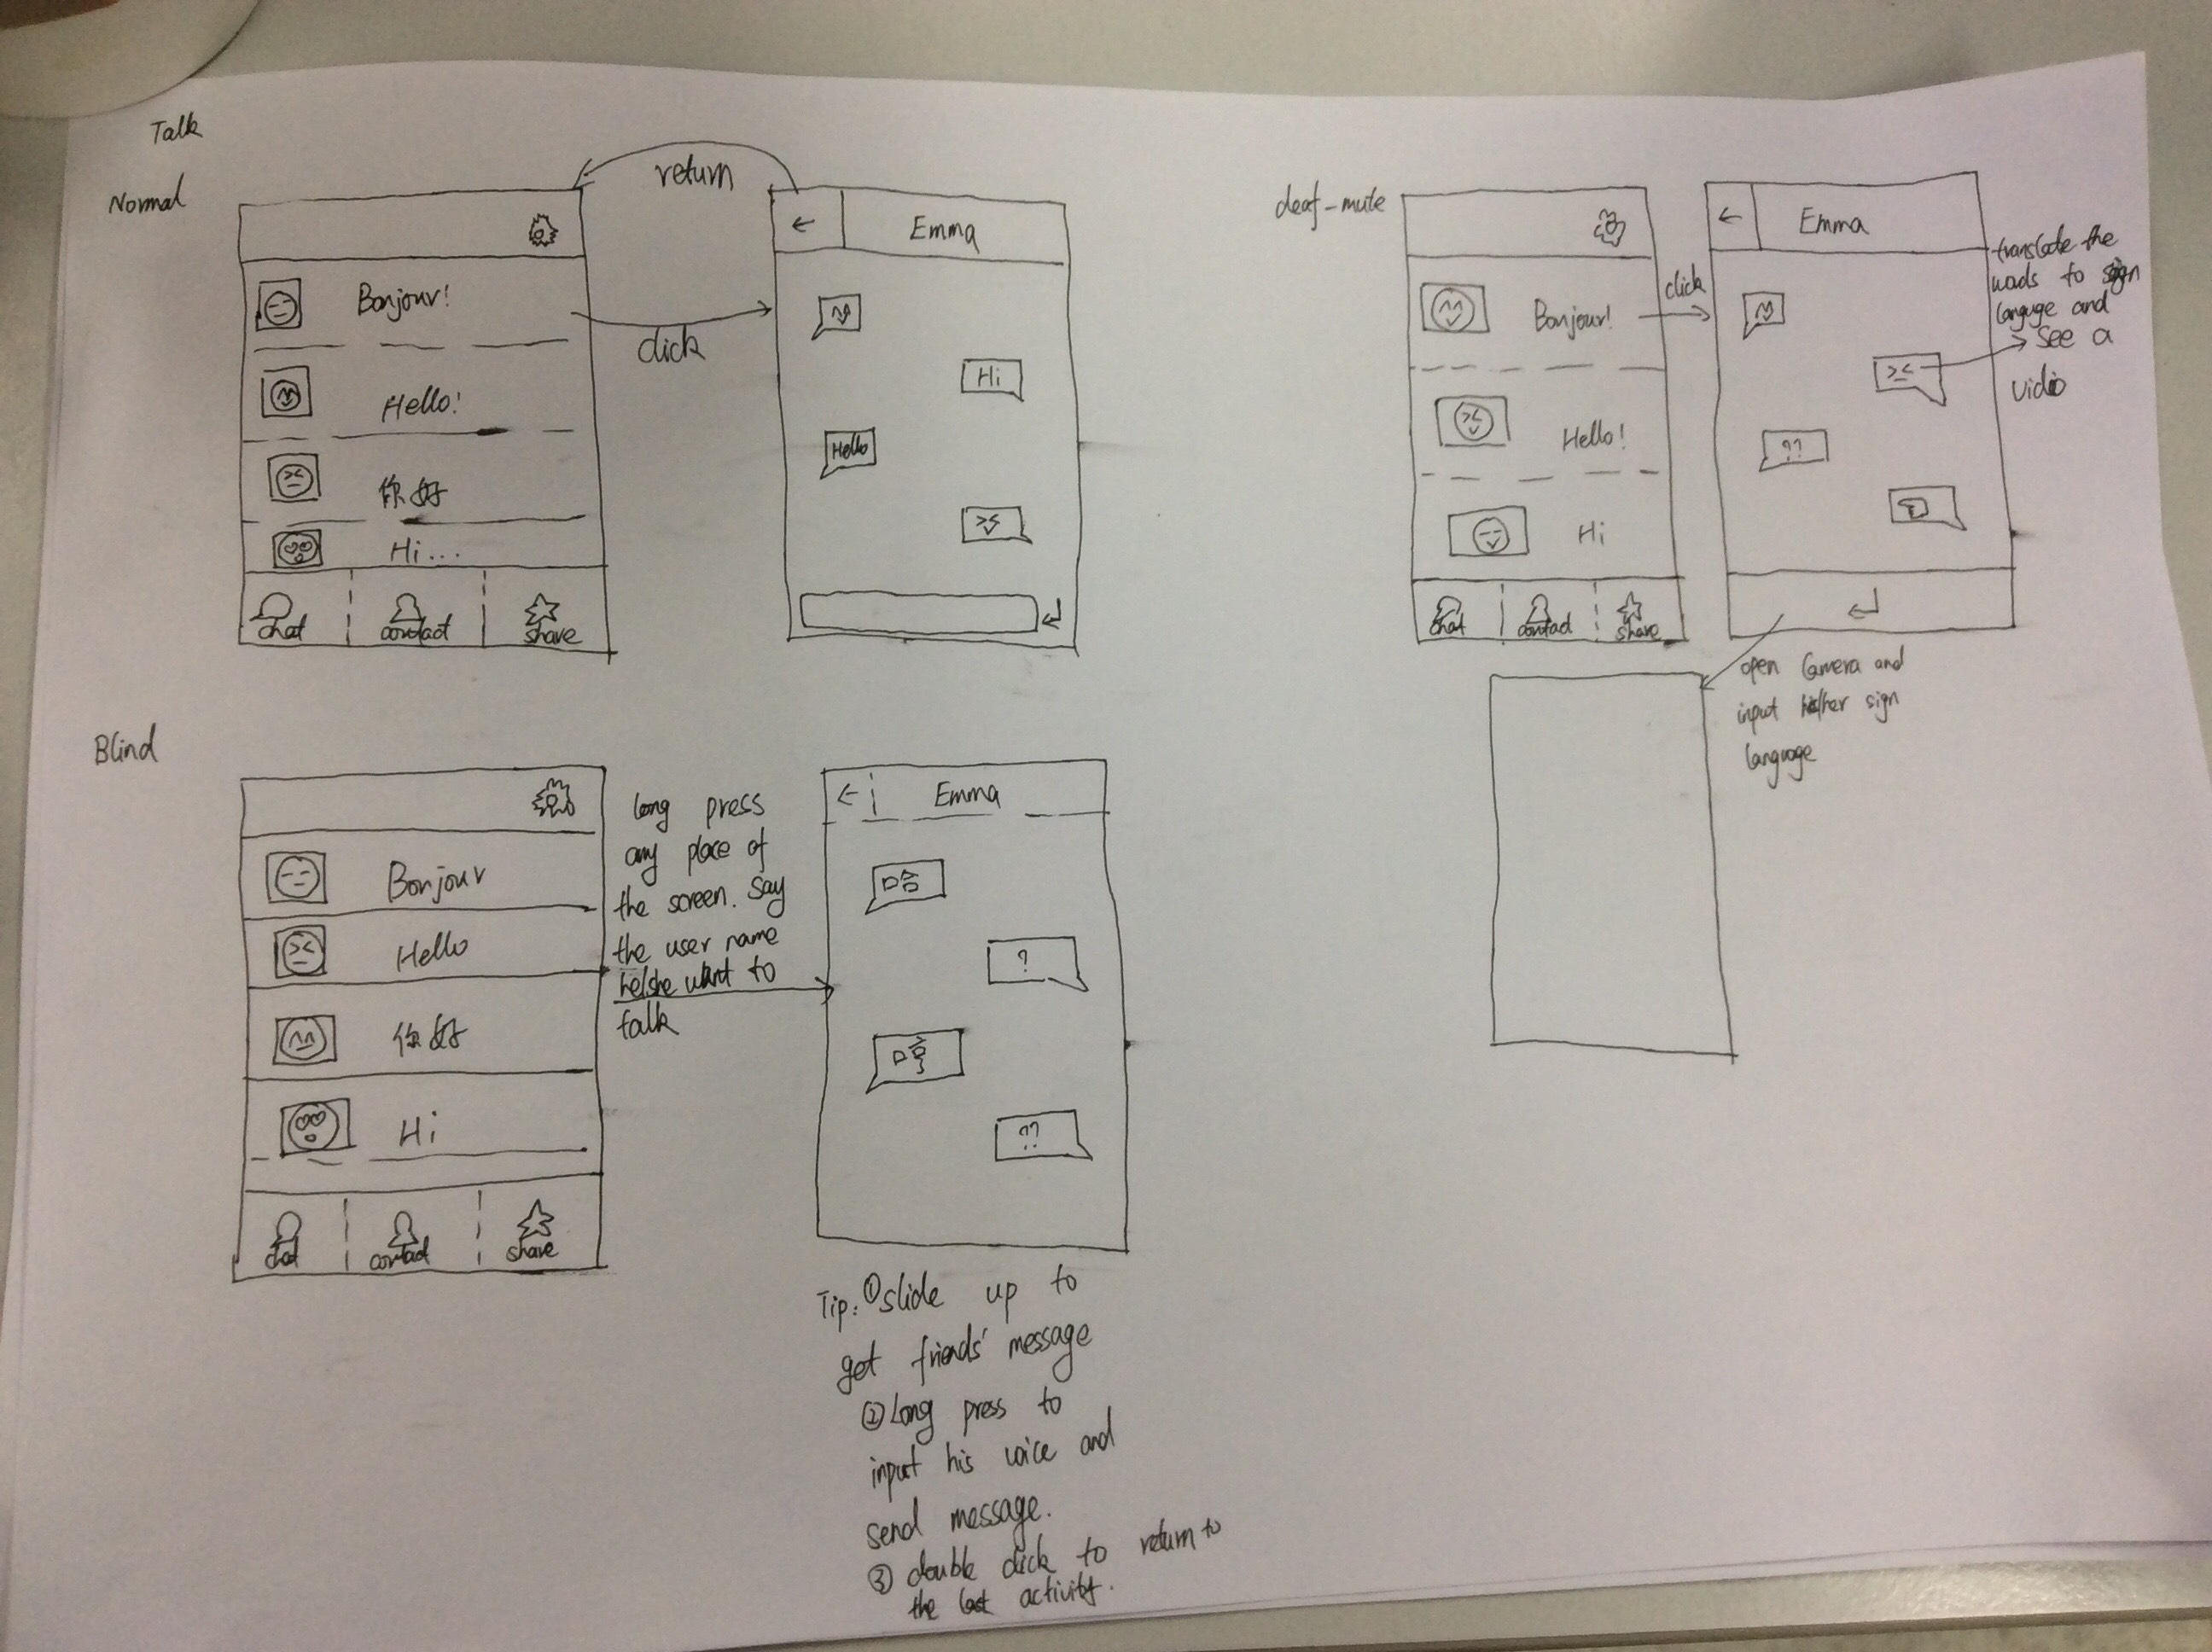 Talk
Normal
Bonjour!
Hello!
你好
Hi...
chat
contact
share
return
click
←
Emma
Hi
Hello
deaf-mute
Bonjour!
Hello!
Hi
chat
contact
share
click
←
Emma
??
translate the
words to sign
language and
see a
vidio
open Camera and
input his/her sign
language
Blind
Bonjour
Hello
你好
Hi
chat
contact
share
long press
any place of
the screen. Say
the user name
he/she want to
talk
←
Emma
哈
?
哼
??
Tip: ①slide up to
get friends' message
②Long press to
input his voice and
send message.
③ double click to return to
the last activity.